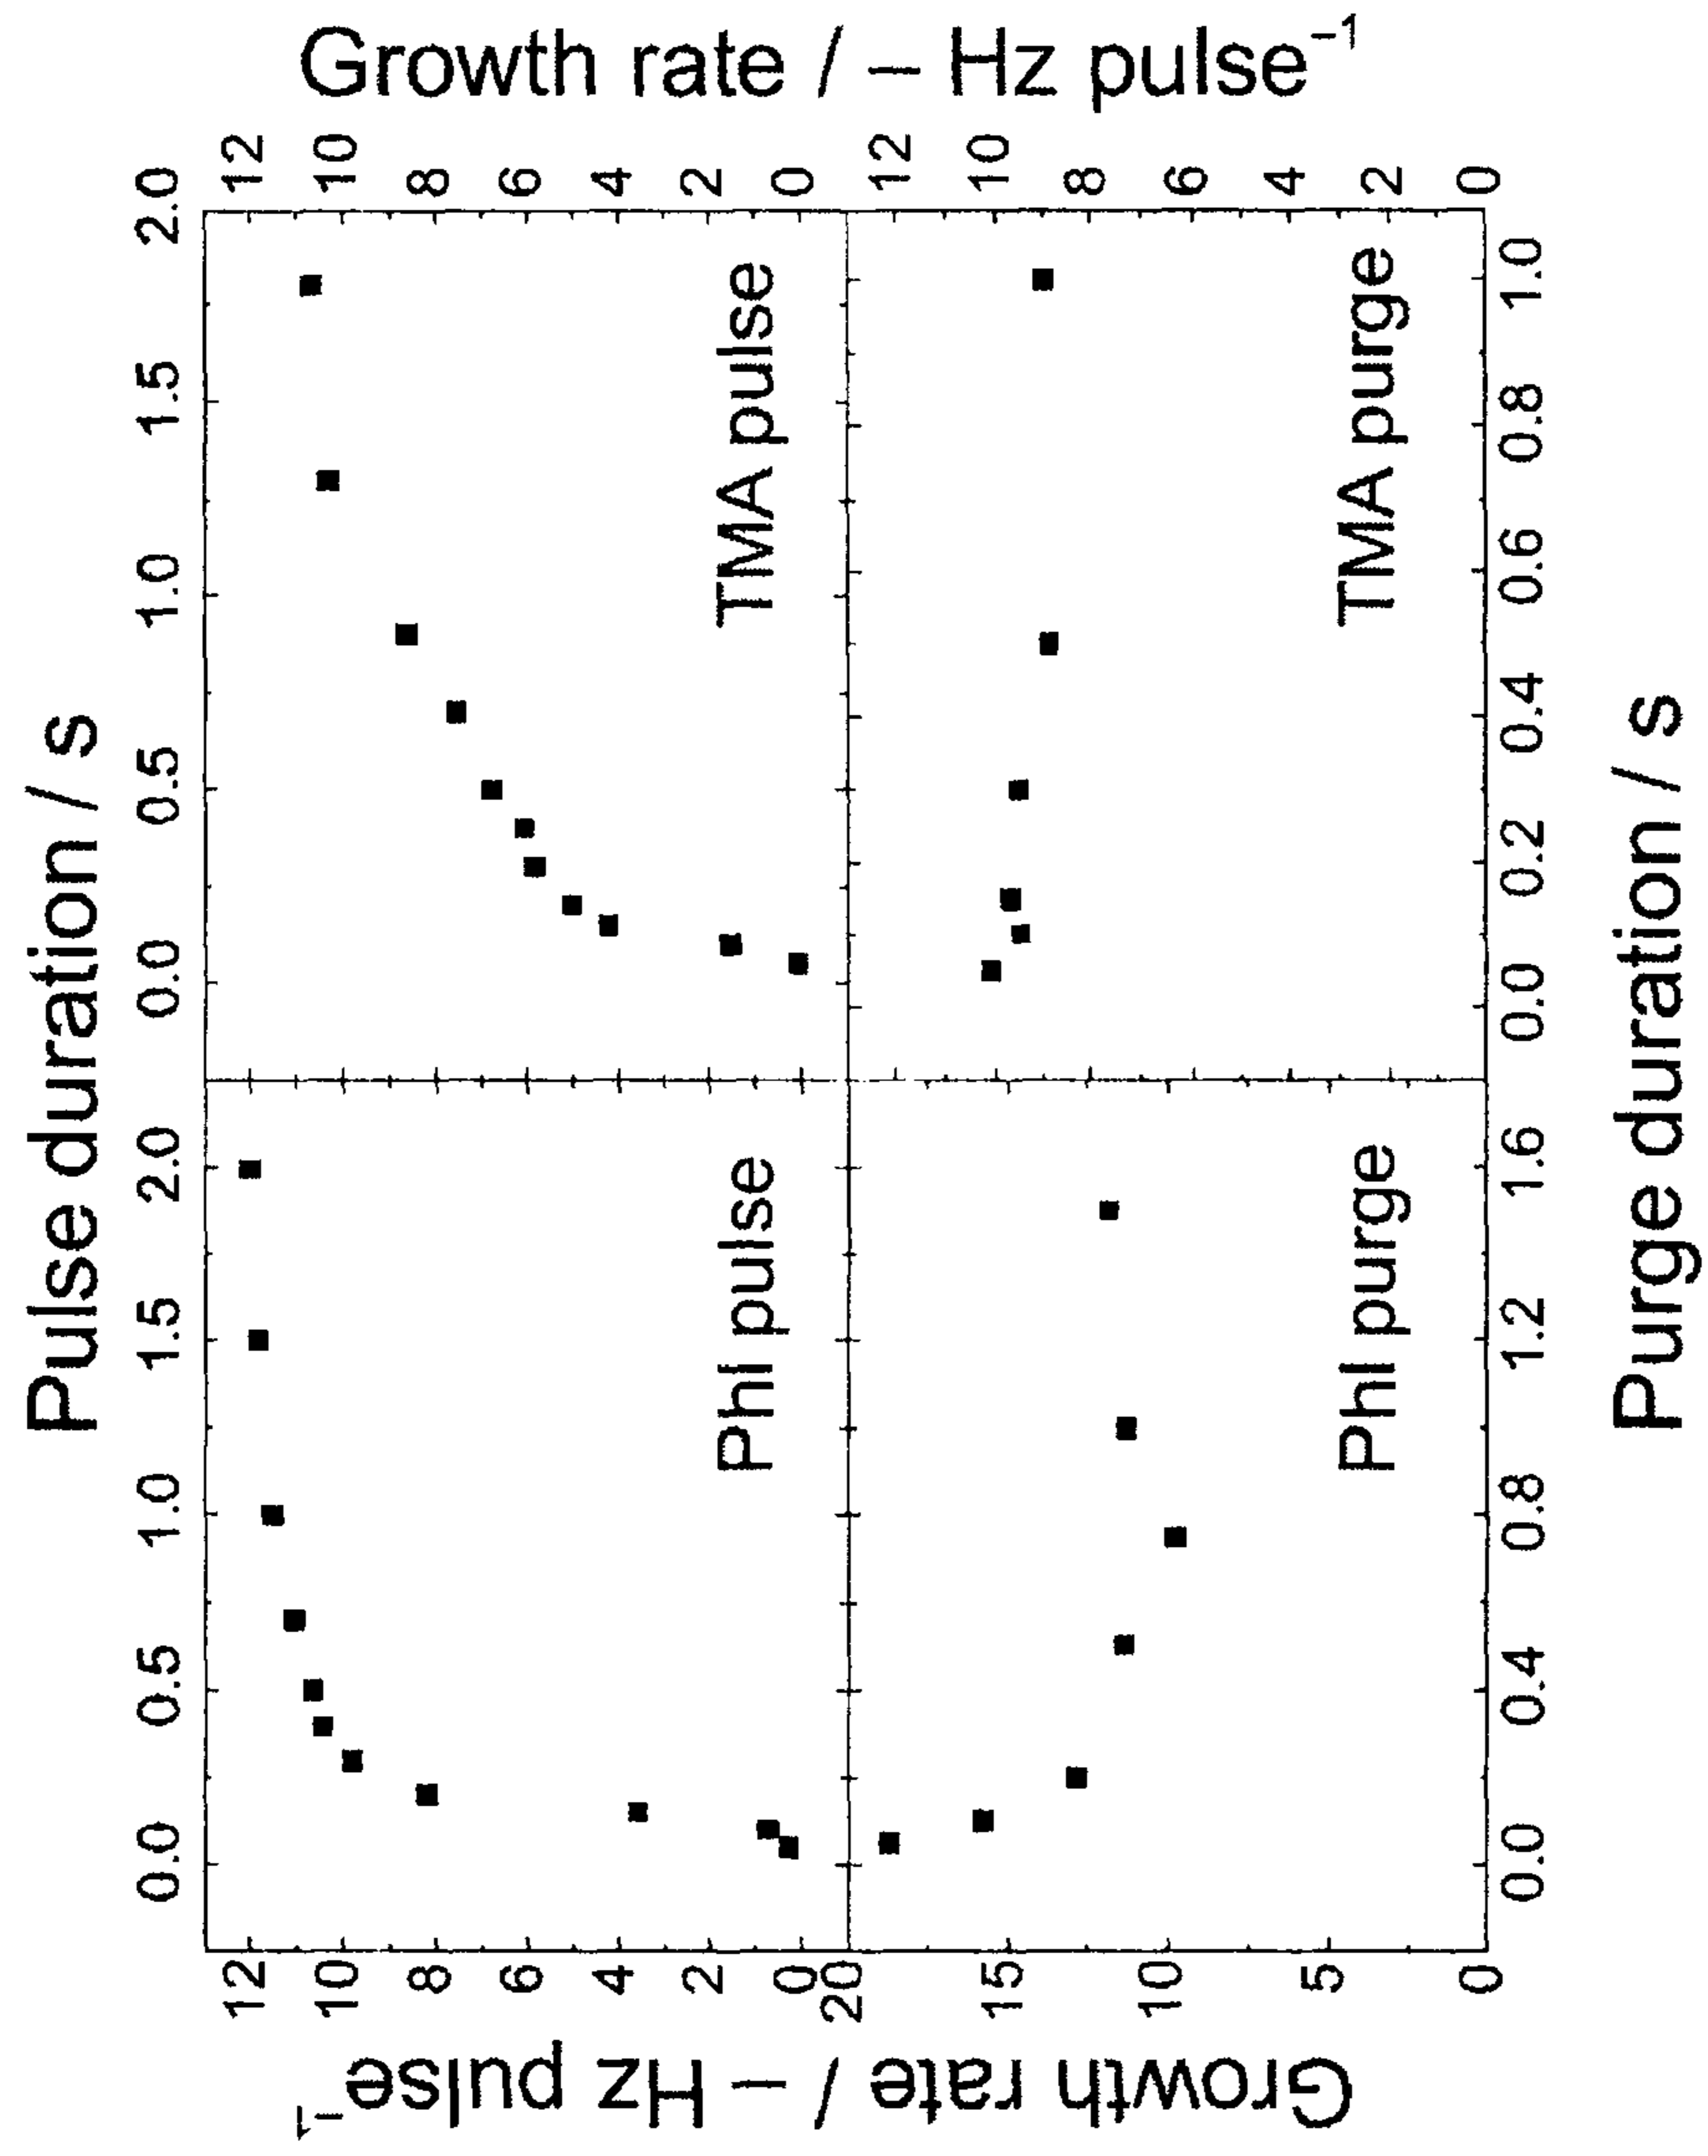 Pulse duration / s
0.0 0.5 1.0 1.5 2.0 0.0 0.5 1.0 1.5 2.0
Growth rate / – Hz pulse⁻¹
12
10
8
6
4
2
0
20
15
10
5
0
Phl pulse
TMA pulse
Phl purge
TMA purge
12
10
8
6
4
2
0
12
10
8
6
4
2
0
Growth rate / – Hz pulse⁻¹
0.0 0.4 0.8 1.2 1.6 0.0 0.2 0.4 0.6 0.8 1.0
Purge duration / s